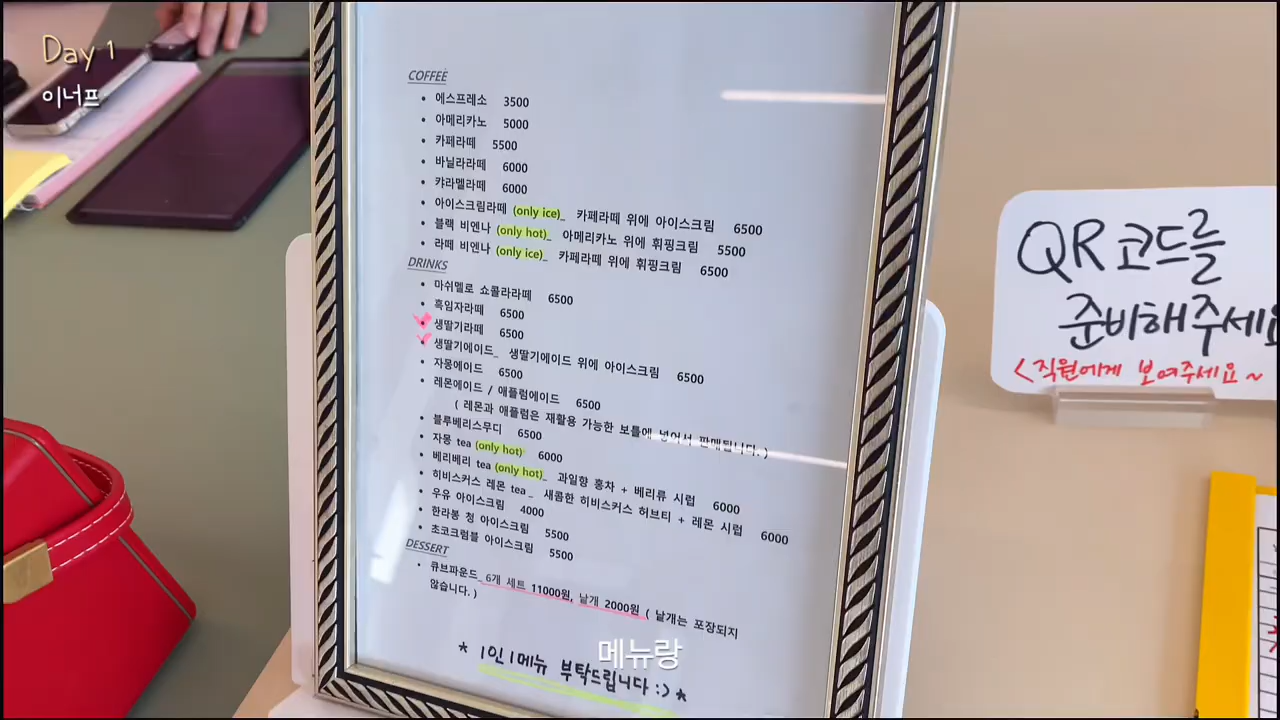 Day 1
이너프
COFFEE
• 에스프레소 3500
• 아메리카노 5000
• 카페라떼 5500
• 바닐라라떼 6000
• 캬라멜라떼 6000
• 아이스크림라떼 (only ice)_ 카페라떼 위에 아이스크림 6500
• 블랙 비엔나 (only hot)_ 아메리카노 위에 휘핑크림 5500
• 라떼 비엔나 (only ice)_ 카페라떼 위에 휘핑크림 6500
DRINKS
• 마쉬멜로 쇼콜라라떼 6500
• 흑임자라떼 6500
• 생딸기라떼 6500
• 생딸기에이드_ 생딸기에이드 위에 아이스크림 6500
• 자몽에이드 6500
• 레몬에이드 / 애플럼에이드 6500
( 레몬과 애플럼은 재활용 가능한 보틀에 넣어서 판매됩니다. )
• 블루베리스무디 6500
• 자몽 tea (only hot) 6000
• 베리베리 tea (only hot)_ 과일향 홍차 + 베리류 시럽 6000
• 히비스커스 레몬 tea_ 새콤한 히비스커스 허브티 + 레몬 시럽 6000
• 우유 아이스크림 4000
• 한라봉 청 아이스크림 5500
• 초코크럼블 아이스크림 5500
DESSERT
• 큐브파운드_ 6개 세트 11000원, 낱개 2000원 ( 낱개는 포장되지
않습니다. )
* 1인 1메뉴 부탁드립니다 :) *
메뉴랑
QR 코드를
준비해주세요
<직원에게 보여주세요~